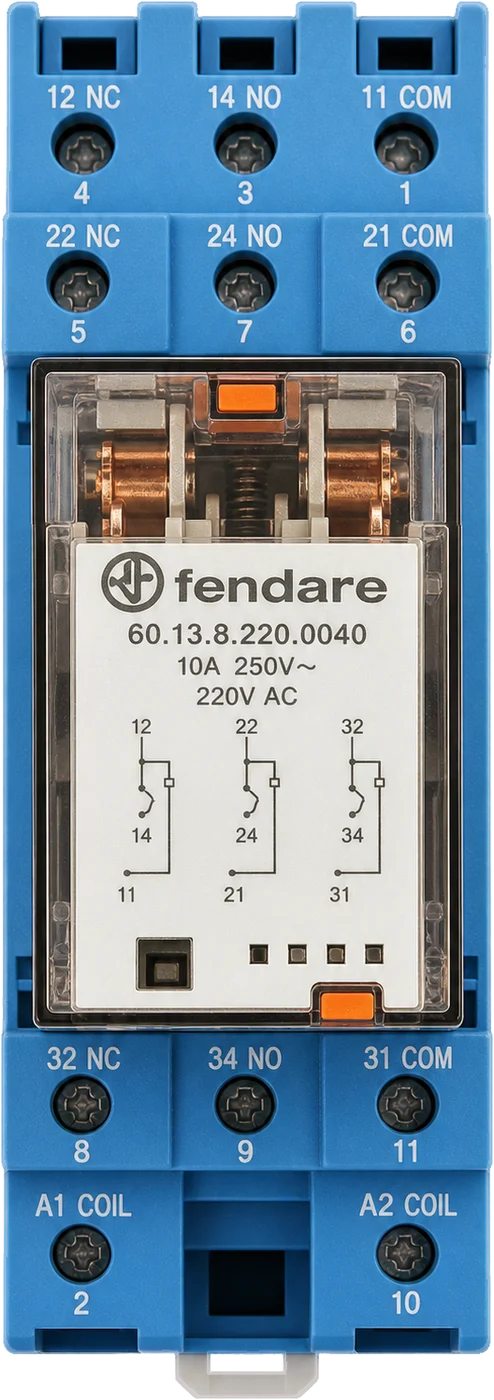 12 NC 14 NO 11 COM
4 3 1
22 NC 24 NO 21 COM
5 7 6
fendare
60.13.8.220.0040
10A 250V~
220V AC
12 22 32
14 24 34
11 21 31
32 NC 34 NO 31 COM
8 9 11
A1 COIL A2 COIL
2 10